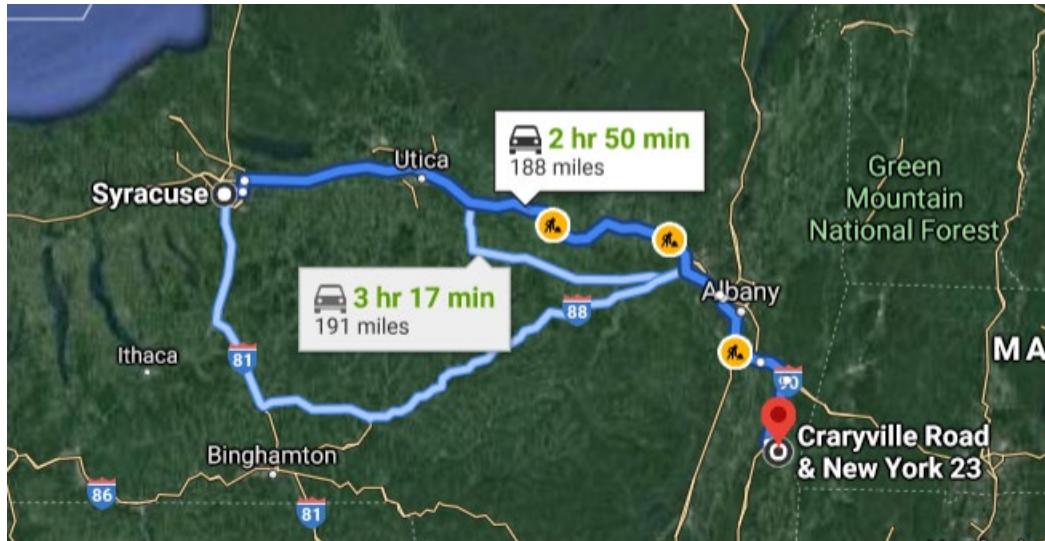 2 hr 50 min
188 miles
Utica
Green
Mountain
National Forest
Syracuse
3 hr 17 min
191 miles
Albany
88
MA
Ithaca
81
90
Craryville Road
& New York 23
Binghamton
86
81